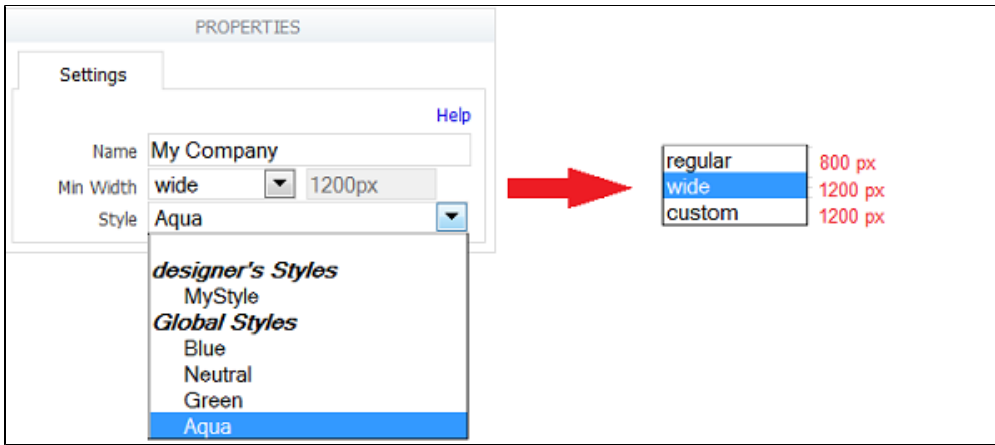 PROPERTIES
Settings
Help
Name My Company
Min Width wide 1200px
Style Aqua
designer's Styles
MyStyle
Global Styles
Blue
Neutral
Green
Aqua
regular 800 px
wide 1200 px
custom 1200 px